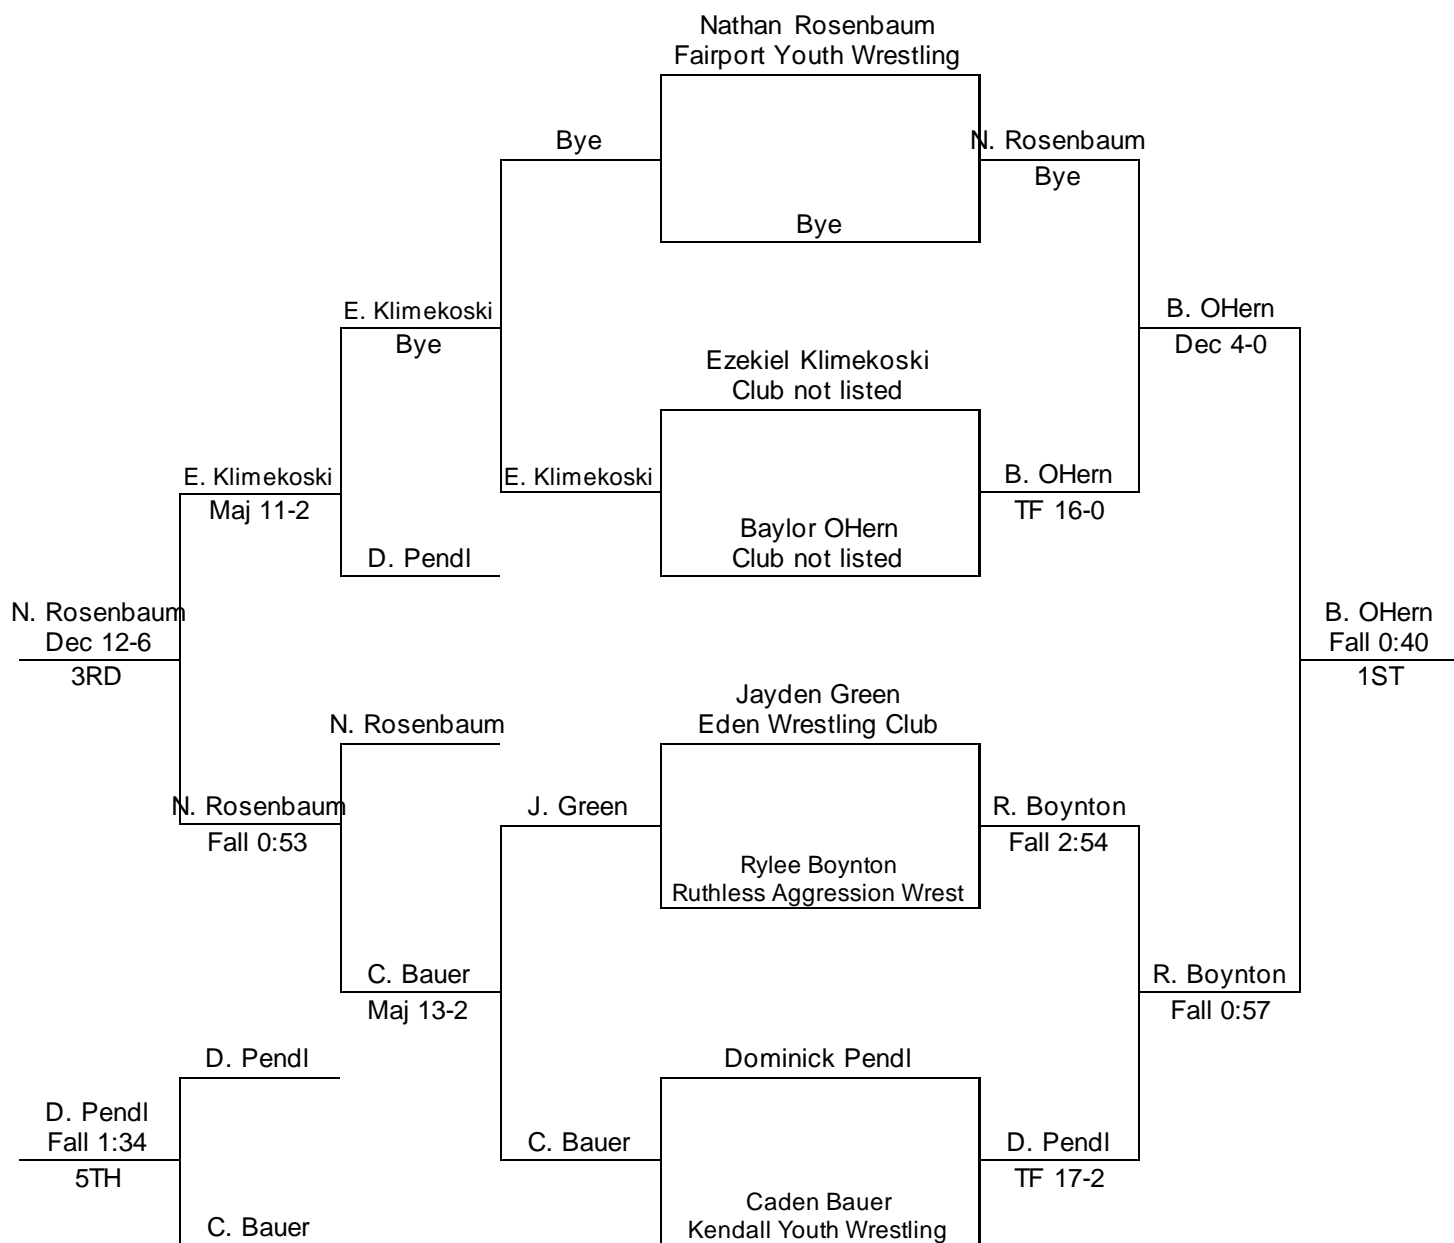 Nathan Rosenbaum
Fairport Youth Wrestling
Bye
N. Rosenbaum
Bye
Bye
E. Klimekoski
Bye
B. OHern
Dec 4-0
Ezekiel Klimekoski
Club not listed
E. Klimekoski
Maj 11-2
E. Klimekoski
B. OHern
TF 16-0
Baylor OHern
Club not listed
D. Pendl
N. Rosenbaum
Dec 12-6
3RD
B. OHern
Fall 0:40
1ST
Jayden Green
Eden Wrestling Club
N. Rosenbaum
N. Rosenbaum
Fall 0:53
J. Green
R. Boynton
Fall 2:54
Rylee Boynton
Ruthless Aggression Wrest
C. Bauer
Maj 13-2
R. Boynton
Fall 0:57
D. Pendl
Dominick Pendl
D. Pendl
Fall 1:34
5TH
C. Bauer
D. Pendl
TF 17-2
Caden Bauer
Kendall Youth Wrestling
C. Bauer